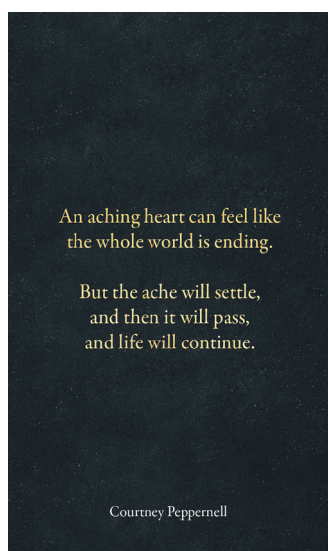 An aching heart can feel like
the whole world is ending.
But the ache will settle,
and then it will pass,
and life will continue.
Courtney Peppernell